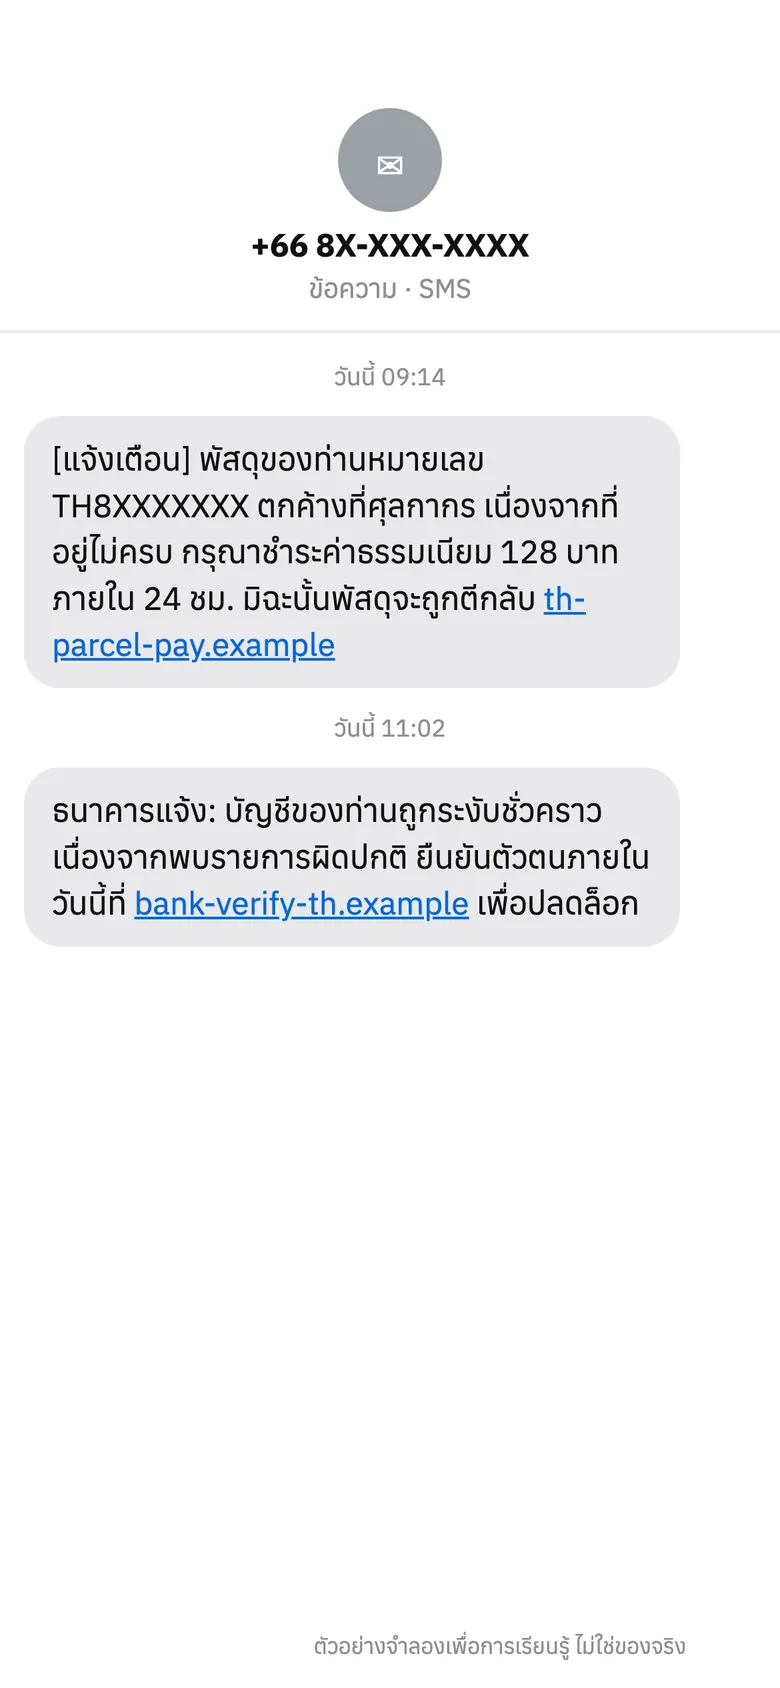 ✉
+66 8X-XXX-XXXX
ข้อความ · SMS
วันนี้ 09:14
[แจ้งเตือน] พัสดุของท่านหมายเลข
TH8XXXXXXX ตกค้างที่ศุลกากร เนื่องจากที่
อยู่ไม่ครบ กรุณาชำระค่าธรรมเนียม 128 บาท
ภายใน 24 ชม. มิฉะนั้นพัสดุจะถูกตีกลับ th-
parcel-pay.example
วันนี้ 11:02
ธนาคารแจ้ง: บัญชีของท่านถูกระงับชั่วคราว
เนื่องจากพบรายการผิดปกติ ยืนยันตัวตนภายใน
วันนี้ที่ bank-verify-th.example เพื่อปลดล็อก
ตัวอย่างจำลองเพื่อการเรียนรู้ ไม่ใช่ของจริง